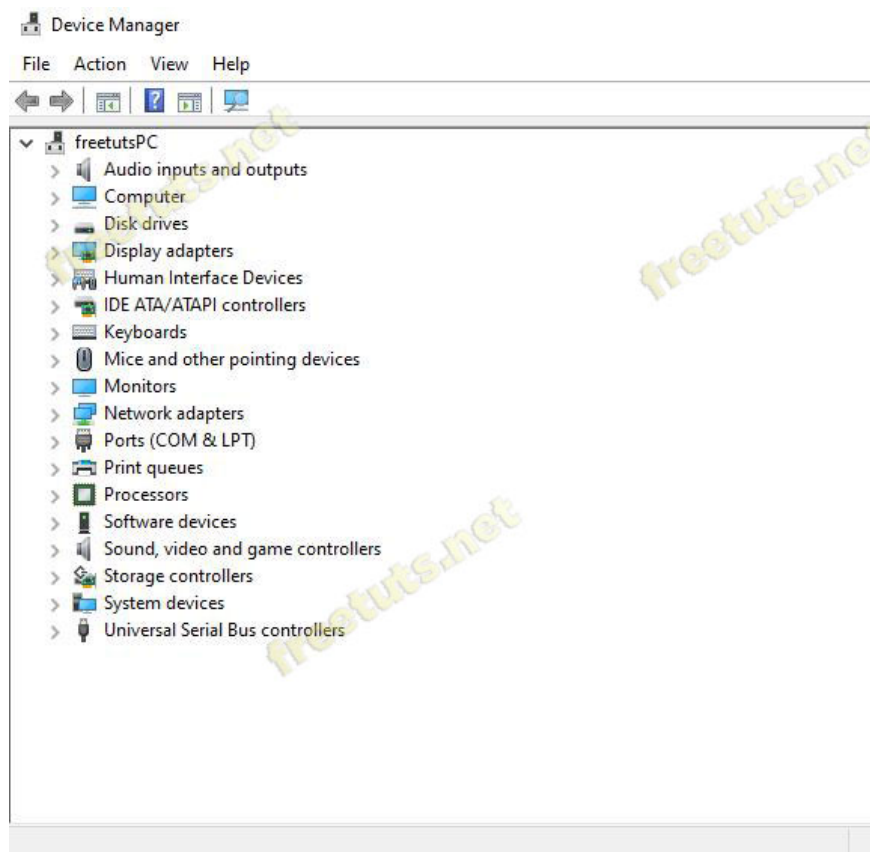 Device Manager
File Action View Help
freetutsPC
Audio inputs and outputs
Computer
Disk drives
Display adapters
Human Interface Devices
IDE ATA/ATAPI controllers
Keyboards
Mice and other pointing devices
Monitors
Network adapters
Ports (COM & LPT)
Print queues
Processors
Software devices
Sound, video and game controllers
Storage controllers
System devices
Universal Serial Bus controllers
freetuts.net
freetuts.net
freetuts.net